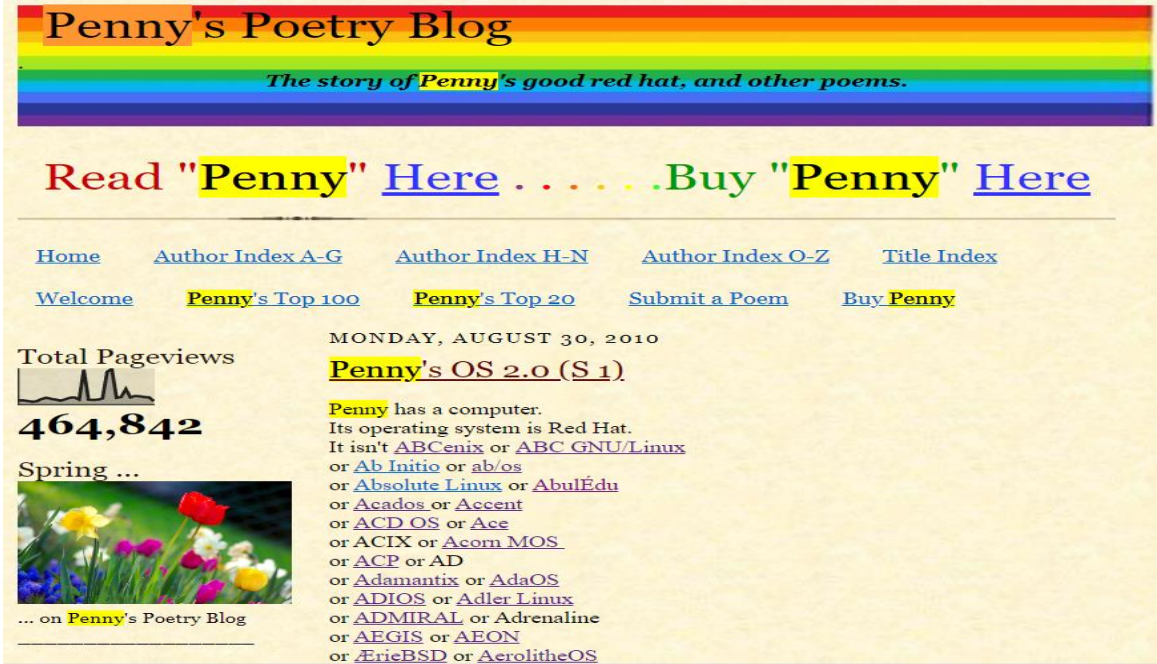 Penny's Poetry Blog
.
The story of Penny's good red hat, and other poems.
Read "Penny" Here . . . . . . .Buy "Penny" Here
Home Author Index A-G Author Index H-N Author Index O-Z Title Index
Welcome Penny's Top 100 Penny's Top 20 Submit a Poem Buy Penny
Total Pageviews
464,842
Spring ...
... on Penny's Poetry Blog
___________________
MONDAY, AUGUST 30, 2010
Penny's OS 2.0 (S 1)
Penny has a computer.
Its operating system is Red Hat.
It isn't ABCenix or ABC GNU/Linux
or Ab Initio or ab/os
or Absolute Linux or AbulÉdu
or Acados or Accent
or ACD OS or Ace
or ACIX or Acorn MOS
or ACP or AD
or Adamantix or AdaOS
or ADIOS or Adler Linux
or ADMIRAL or Adrenaline
or AEGIS or AEON
or ÆrieBSD or AerolitheOS